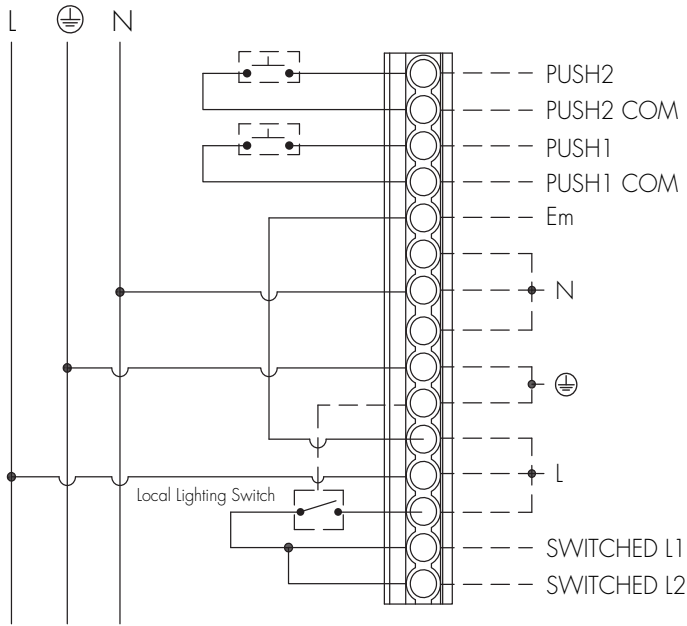 L ⏚ N
PUSH2
PUSH2 COM
PUSH1
PUSH1 COM
Em
N
⏚
L
Local Lighting Switch
SWITCHED L1
SWITCHED L2